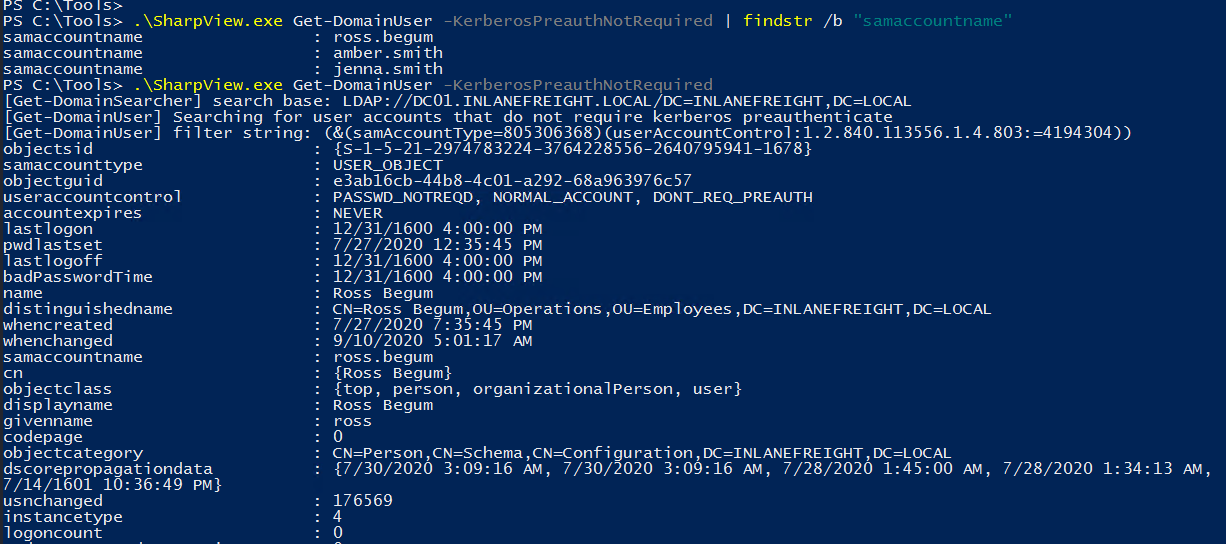 PS C:\Tools>
PS C:\Tools> .\SharpView.exe Get-DomainUser -KerberosPreauthNotRequired | findstr /b "samaccountname"
samaccountname : ross.begum
samaccountname : amber.smith
samaccountname : jenna.smith
PS C:\Tools> .\SharpView.exe Get-DomainUser -KerberosPreauthNotRequired
[Get-DomainSearcher] search base: LDAP://DC01.INLANEFREIGHT.LOCAL/DC=INLANEFREIGHT,DC=LOCAL
[Get-DomainUser] Searching for user accounts that do not require kerberos preauthenticate
[Get-DomainUser] filter string: (&(samAccountType=805306368)(userAccountControl:1.2.840.113556.1.4.803:=4194304))
objectsid : {S-1-5-21-2974783224-3764228556-2640795941-1678}
samaccounttype : USER_OBJECT
objectguid : e3ab16cb-44b8-4c01-a292-68a963976c57
useraccountcontrol : PASSWD_NOTREQD, NORMAL_ACCOUNT, DONT_REQ_PREAUTH
accountexpires : NEVER
lastlogon : 12/31/1600 4:00:00 PM
pwdlastset : 7/27/2020 12:35:45 PM
lastlogoff : 12/31/1600 4:00:00 PM
badPasswordTime : 12/31/1600 4:00:00 PM
name : Ross Begum
distinguishedname : CN=Ross Begum,OU=Operations,OU=Employees,DC=INLANEFREIGHT,DC=LOCAL
whencreated : 7/27/2020 7:35:45 PM
whenchanged : 9/10/2020 5:01:17 AM
samaccountname : ross.begum
cn : {Ross Begum}
objectclass : {top, person, organizationalPerson, user}
displayname : Ross Begum
givenname : ross
codepage : 0
objectcategory : CN=Person,CN=Schema,CN=Configuration,DC=INLANEFREIGHT,DC=LOCAL
dscorepropagationdata : {7/30/2020 3:09:16 AM, 7/30/2020 3:09:16 AM, 7/28/2020 1:45:00 AM, 7/28/2020 1:34:13 AM,
7/14/1601 10:36:49 PM}
usnchanged : 176569
instancetype : 4
logoncount : 0